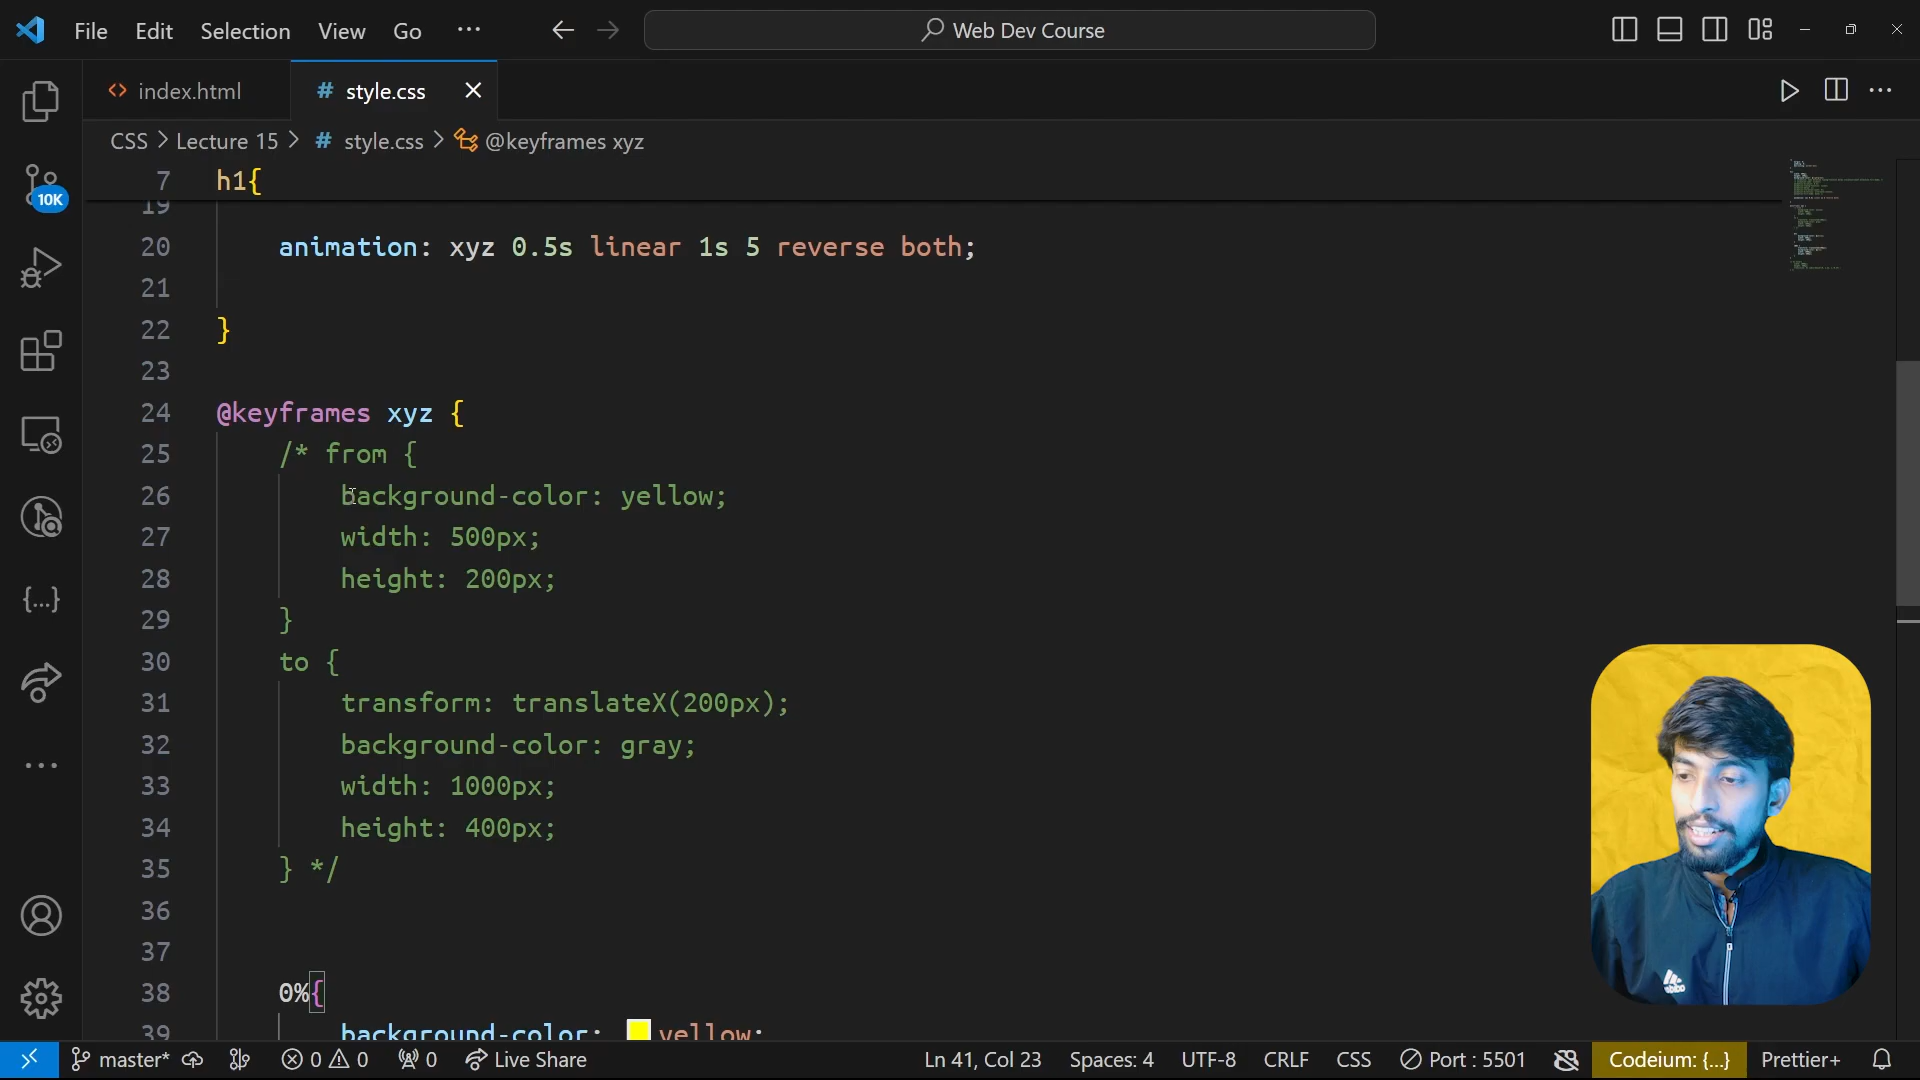 File Edit Selection View Go ··· Web Dev Course
index.html # style.css
CSS > Lecture 15 > # style.css > @keyframes xyz
7 h1{
19
20 animation: xyz 0.5s linear 1s 5 reverse both;
21
22 }
23
24 @keyframes xyz {
25 /* from {
26 background-color: yellow;
27 width: 500px;
28 height: 200px;
29 }
30 to {
31 transform: translateX(200px);
32 background-color: gray;
33 width: 1000px;
34 height: 400px;
35 } */
36
37
38 0%{
39 background-color: yellow;
10K
master* 0 0 0 Live Share Ln 41, Col 23 Spaces: 4 UTF-8 CRLF CSS Port : 5501 Codeium: {...} Prettier+